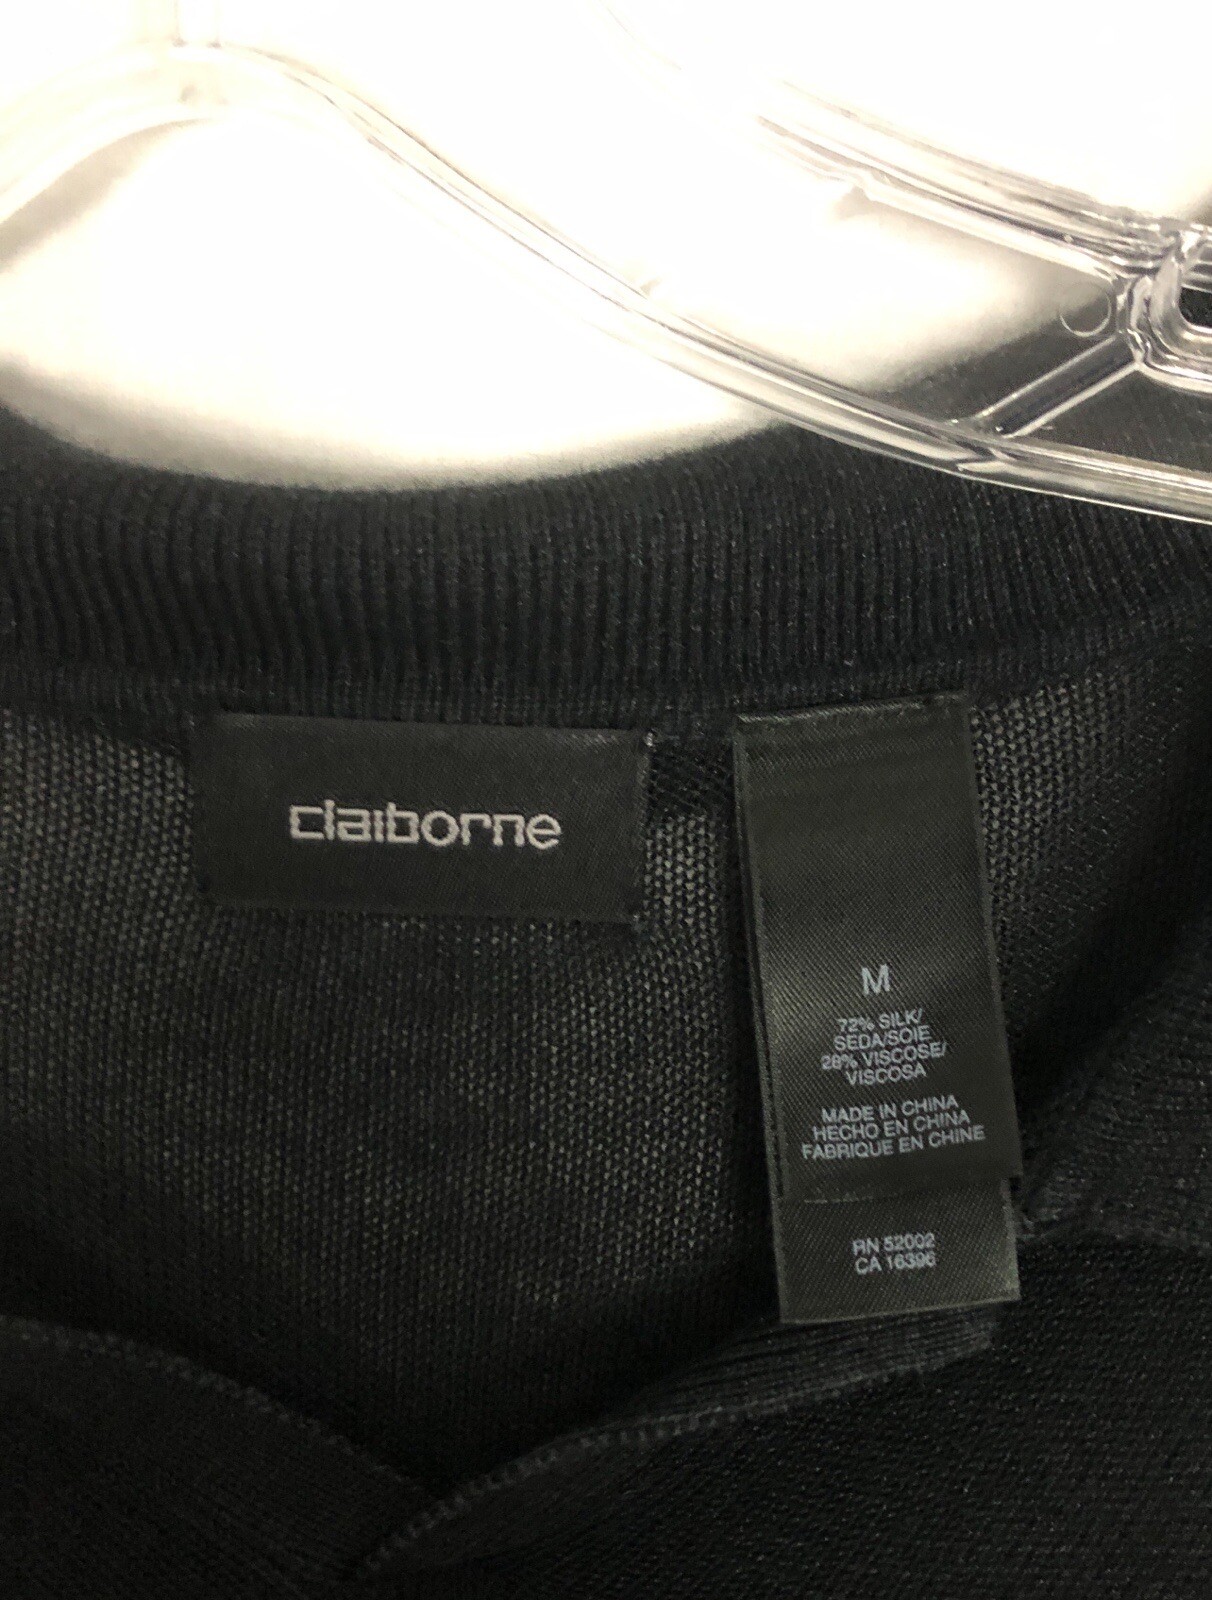 claiborne
M
72% SILK/
SEDA/SOIE
28% VISCOSE/
VISCOSA
MADE IN CHINA
HECHO EN CHINA
FABRIQUE EN CHINE
RN 52002
CA 16396